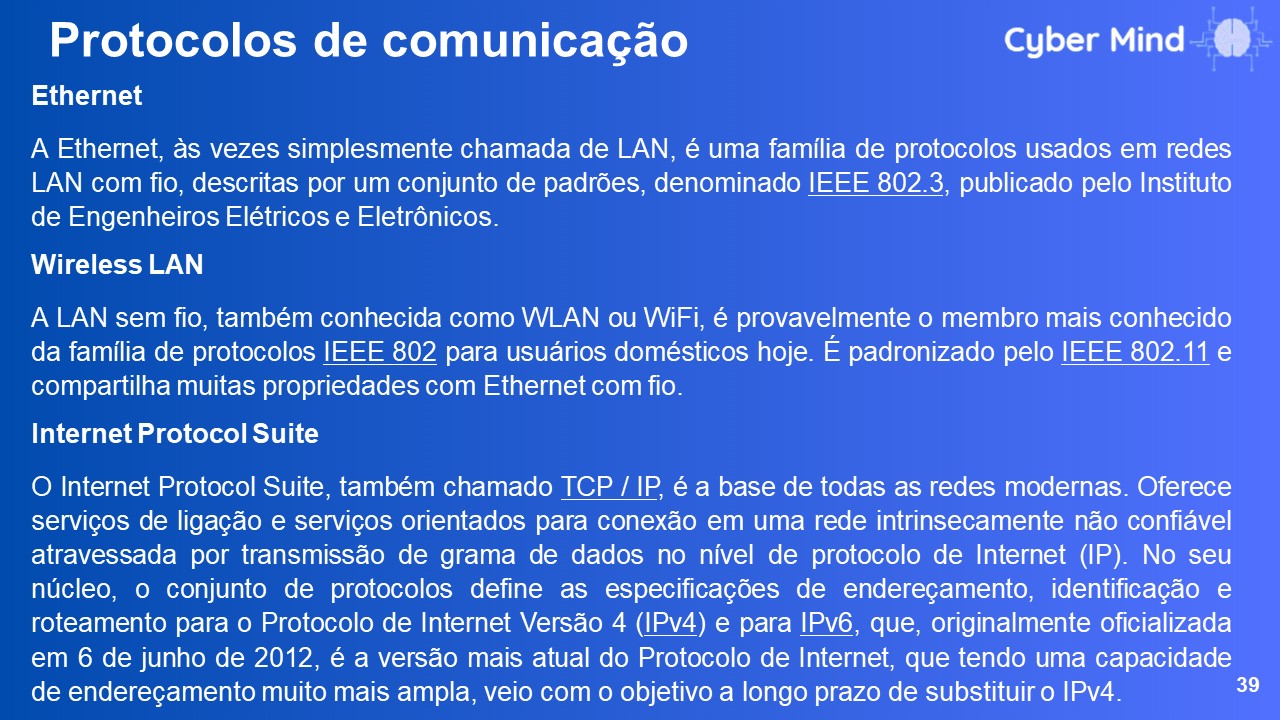 Protocolos de comunicação
Cyber Mind
Ethernet
A Ethernet, às vezes simplesmente chamada de LAN, é uma família de protocolos usados em redes
LAN com fio, descritas por um conjunto de padrões, denominado IEEE 802.3, publicado pelo Instituto
de Engenheiros Elétricos e Eletrônicos.
Wireless LAN
A LAN sem fio, também conhecida como WLAN ou WiFi, é provavelmente o membro mais conhecido
da família de protocolos IEEE 802 para usuários domésticos hoje. É padronizado pelo IEEE 802.11 e
compartilha muitas propriedades com Ethernet com fio.
Internet Protocol Suite
O Internet Protocol Suite, também chamado TCP / IP, é a base de todas as redes modernas. Oferece
serviços de ligação e serviços orientados para conexão em uma rede intrinsecamente não confiável
atravessada por transmissão de grama de dados no nível de protocolo de Internet (IP). No seu
núcleo, o conjunto de protocolos define as especificações de endereçamento, identificação e
roteamento para o Protocolo de Internet Versão 4 (IPv4) e para IPv6, que, originalmente oficializada
em 6 de junho de 2012, é a versão mais atual do Protocolo de Internet, que tendo uma capacidade
de endereçamento muito mais ampla, veio com o objetivo a longo prazo de substituir o IPv4.
39